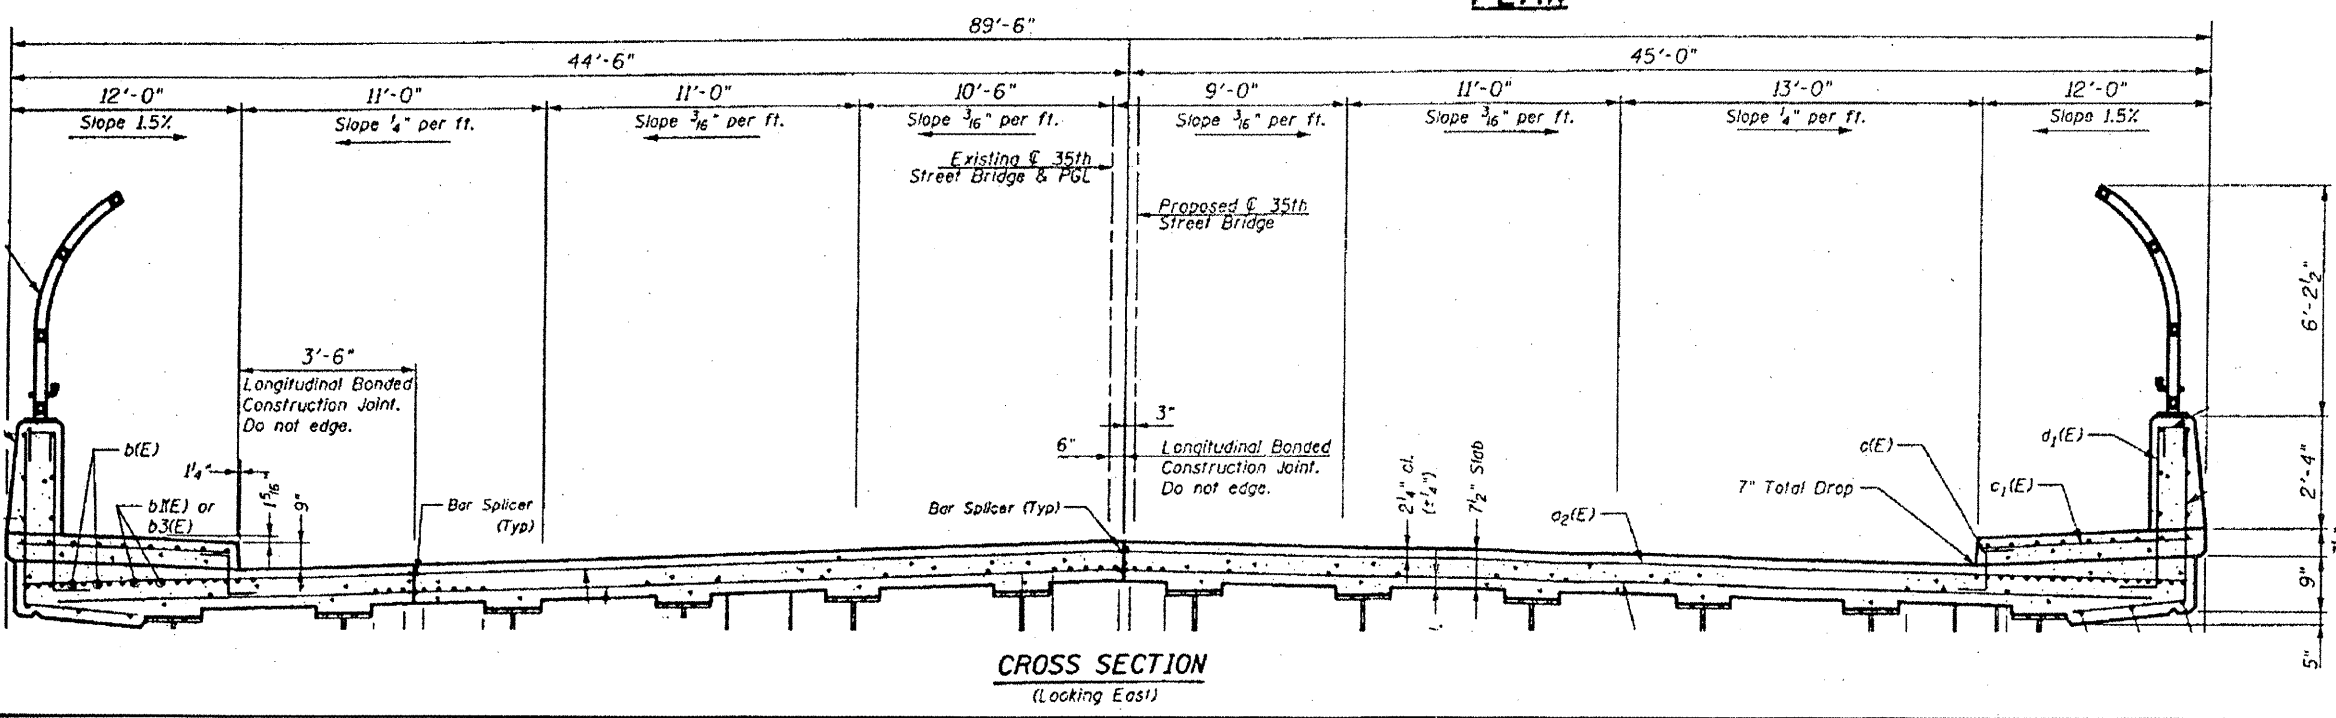 PLAN
89'-6"
44'-6"
45'-0"
12'-0"
11'-0"
11'-0"
10'-6"
9'-0"
11'-0"
13'-0"
12'-0"
Slope 1.5%
Slope 1/4" per ft.
Slope 3/16" per ft.
Slope 3/16" per ft.
Slope 3/16" per ft.
Slope 3/16" per ft.
Slope 1/4" per ft.
Slope 1.5%
Existing ℄ 35th
Street Bridge & PGL
Proposed ℄ 35th
Street Bridge
6'-2 1/2"
3'-6"
Longitudinal Bonded
Construction Joint.
Do not edge.
3"
6"
Longitudinal Bonded
Construction Joint.
Do not edge.
b(E)
1 1/4"
1 5/16"
9"
b1(E) or
b3(E)
Bar Splicer
(Typ)
Bar Splicer (Typ)
2 1/4" cl.
(±1/4")
7 1/2" Slab
a2(E)
7" Total Drop
c(E)
c1(E)
d1(E)
2'-4"
9"
5"
CROSS SECTION
(Looking East)